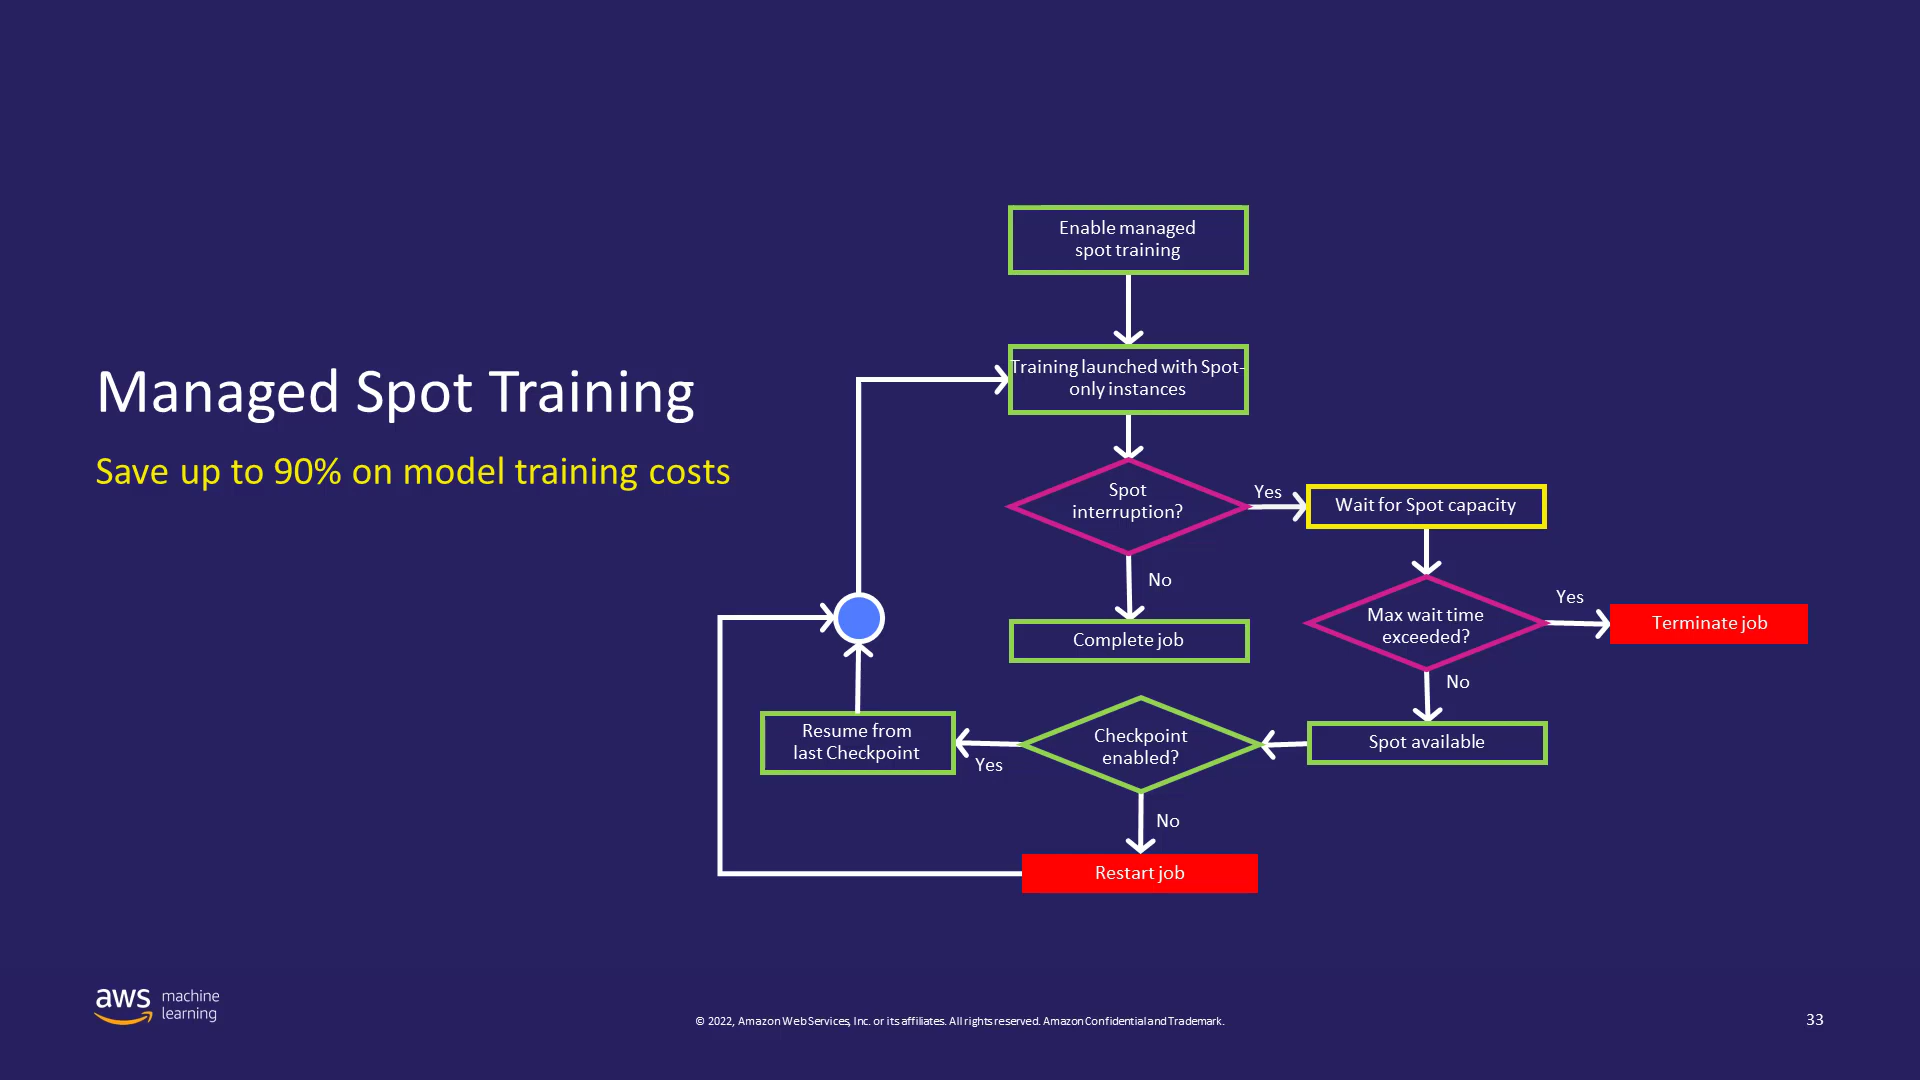 Managed Spot Training
Save up to 90% on model training costs
Enable managed
spot training
Training launched with Spot-
only instances
Spot
interruption?
Yes
Wait for Spot capacity
No
Complete job
Max wait time
exceeded?
Yes
Terminate job
No
Spot available
Checkpoint
enabled?
Yes
Resume from
last Checkpoint
No
Restart job
aws machine
learning
© 2022, Amazon Web Services, Inc. or its affiliates. All rights reserved. Amazon Confidential and Trademark.
33